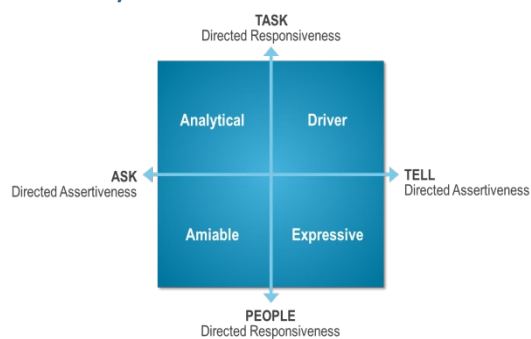 TASK
Directed Responsiveness
Analytical
Driver
ASK
Directed Assertiveness
TELL
Directed Assertiveness
Amiable
Expressive
PEOPLE
Directed Responsiveness